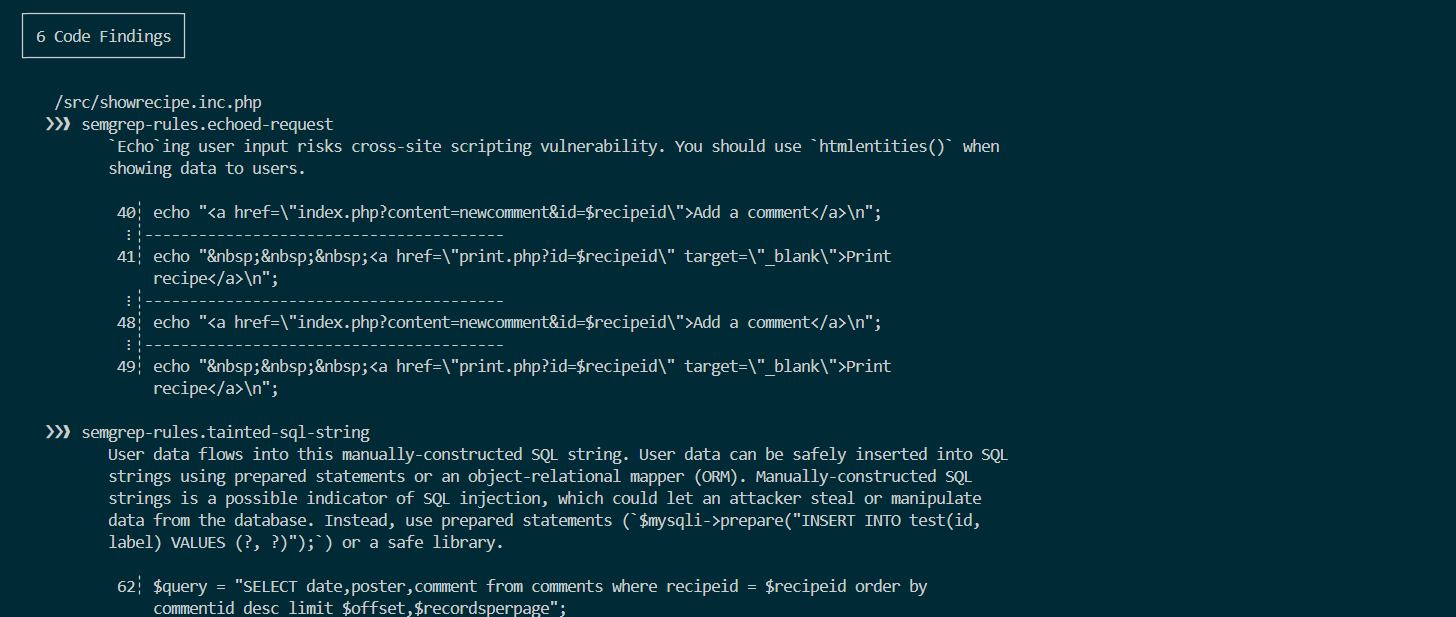 6 Code Findings
/src/showrecipe.inc.php
❯❯❱ semgrep-rules.echoed-request
`Echo`ing user input risks cross-site scripting vulnerability. You should use `htmlentities()` when
showing data to users.
40┆ echo "<a href=\"index.php?content=newcomment&id=$recipeid\">Add a comment</a>\n";
⋮┆----------------------------------------
41┆ echo "&nbsp;&nbsp;&nbsp;<a href=\"print.php?id=$recipeid\" target=\"_blank\">Print
recipe</a>\n";
⋮┆----------------------------------------
48┆ echo "<a href=\"index.php?content=newcomment&id=$recipeid\">Add a comment</a>\n";
⋮┆----------------------------------------
49┆ echo "&nbsp;&nbsp;&nbsp;<a href=\"print.php?id=$recipeid\" target=\"_blank\">Print
recipe</a>\n";
❯❯❱ semgrep-rules.tainted-sql-string
User data flows into this manually-constructed SQL string. User data can be safely inserted into SQL
strings using prepared statements or an object-relational mapper (ORM). Manually-constructed SQL
strings is a possible indicator of SQL injection, which could let an attacker steal or manipulate
data from the database. Instead, use prepared statements (`$mysqli->prepare("INSERT INTO test(id,
label) VALUES (?, ?)");`) or a safe library.
62┆ $query = "SELECT date,poster,comment from comments where recipeid = $recipeid order by
commentid desc limit $offset,$recordsperpage";